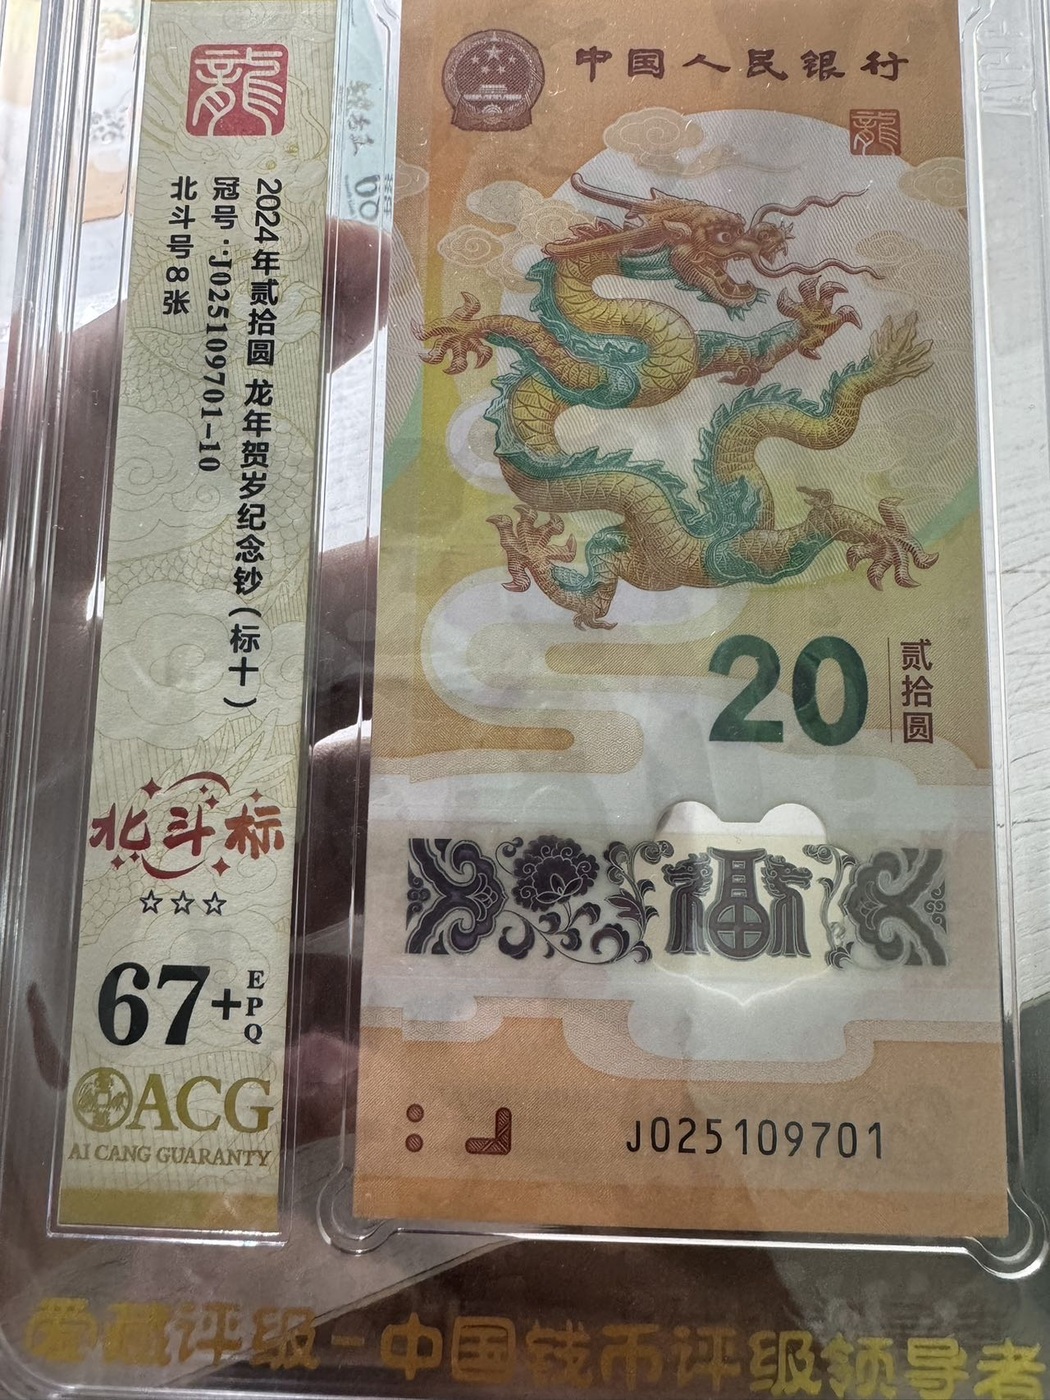 龍
2024年贰拾圆 龙年贺岁纪念钞（标十）
冠号：J025109701-10
北斗号8张
北斗标
☆☆☆
67+EPQ
ACG
AI CANG GUARANTY
中国人民银行
龍
20
贰拾圆
福
J025109701
爱藏评级-中国钱币评级领导者